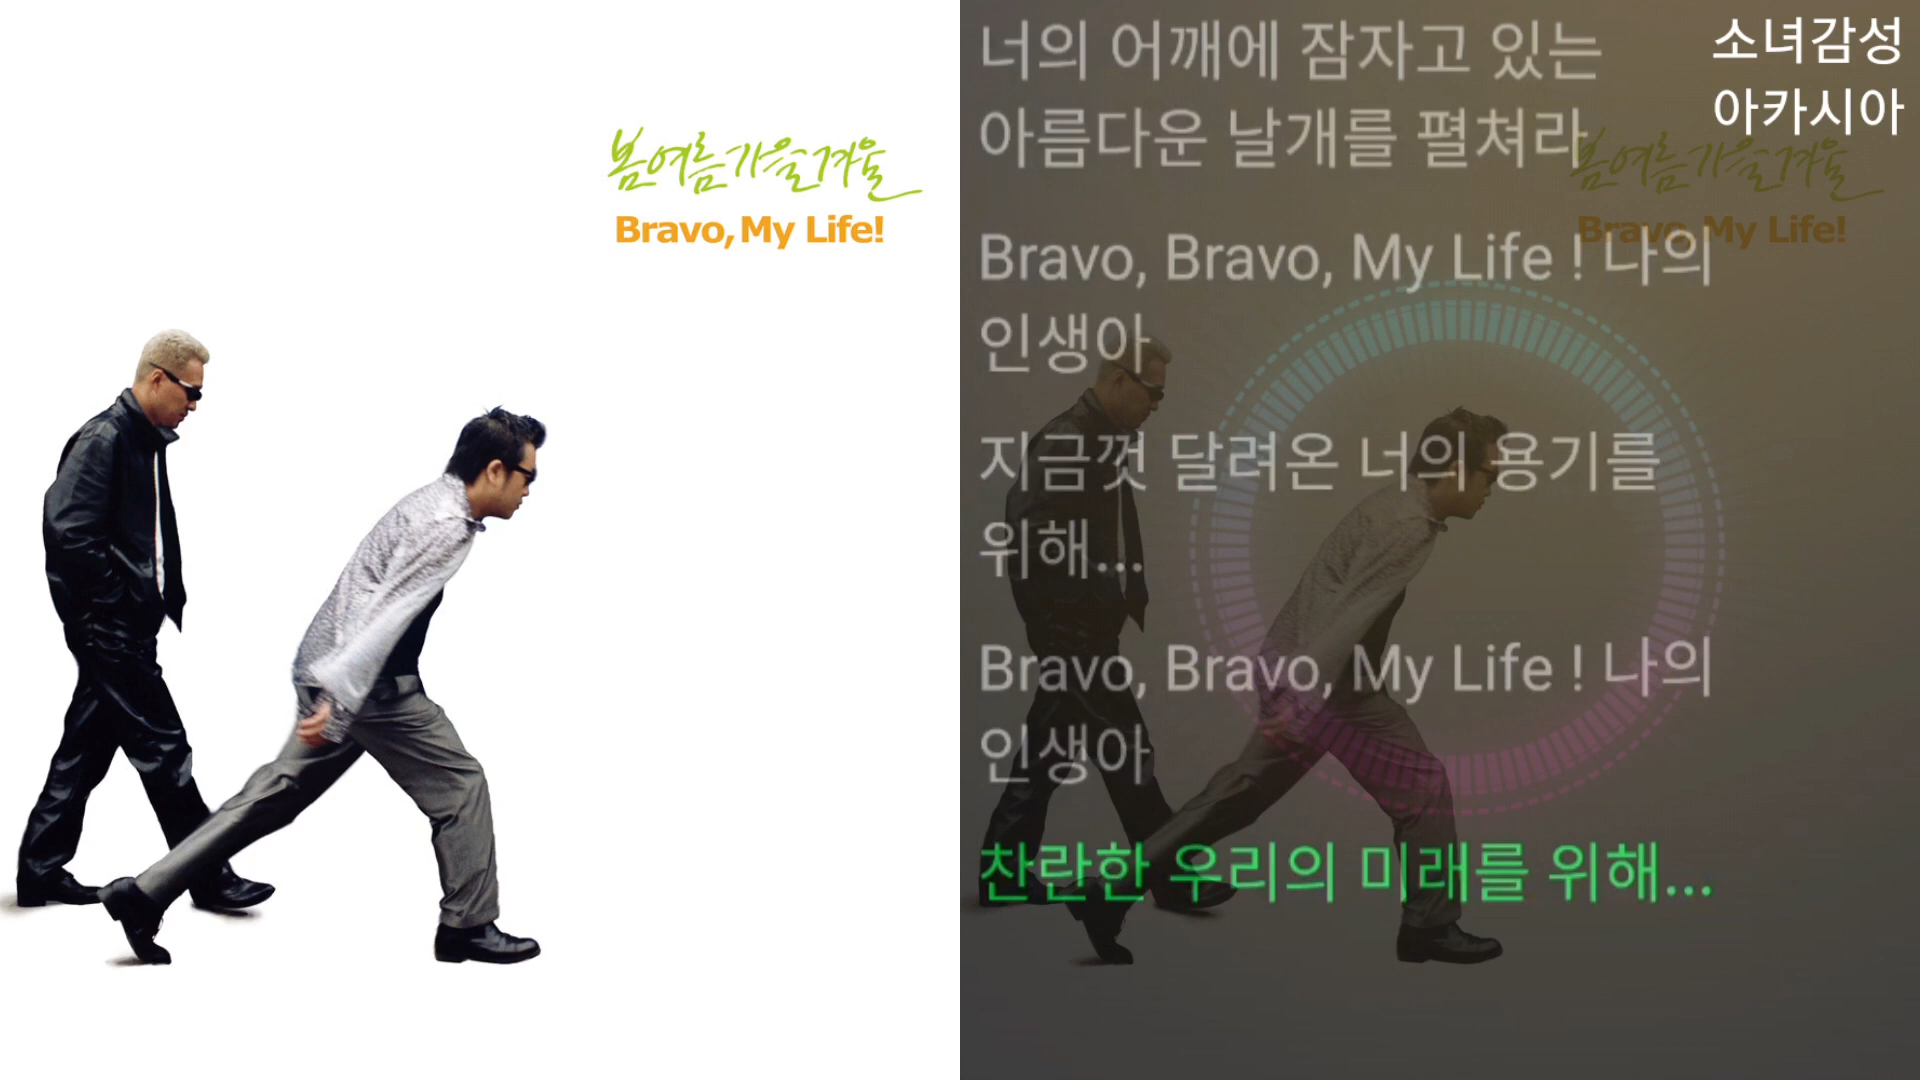 봄여름가을겨울
Bravo, My Life!
소녀감성
아카시아
너의 어깨에 잠자고 있는
아름다운 날개를 펼쳐라
봄여름가을겨울
Bravo, My Life!
Bravo, Bravo, My Life ! 나의
인생아
지금껏 달려온 너의 용기를
위해...
Bravo, Bravo, My Life ! 나의
인생아
찬란한 우리의 미래를 위해...